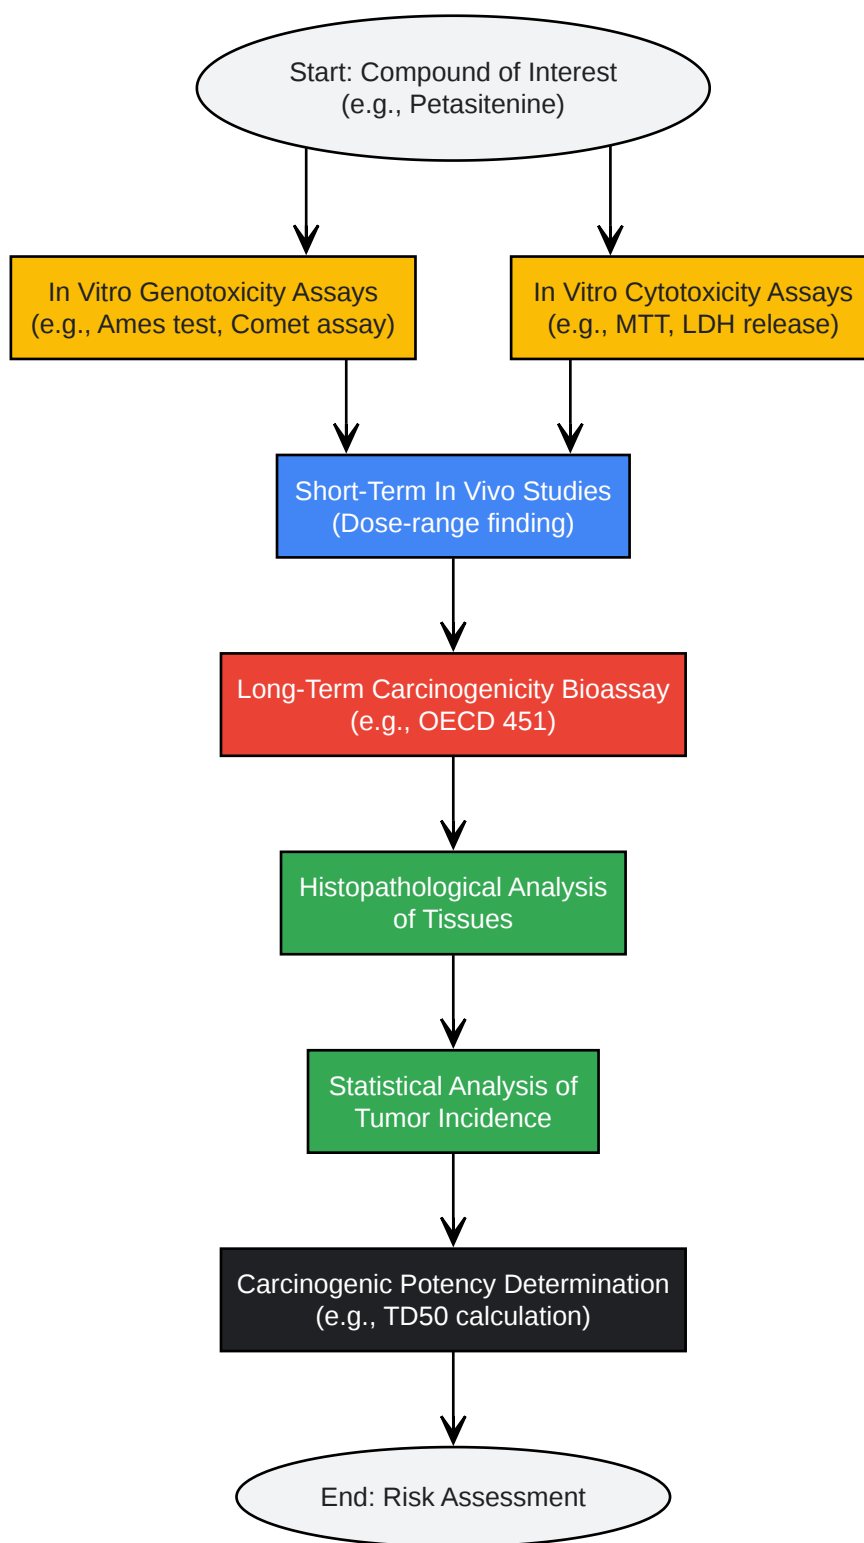 Start: Compound of Interest
(e.g., Petasitenine)
In Vitro Genotoxicity Assays
(e.g., Ames test, Comet assay)
In Vitro Cytotoxicity Assays
(e.g., MTT, LDH release)
Short-Term In Vivo Studies
(Dose-range finding)
Long-Term Carcinogenicity Bioassay
(e.g., OECD 451)
Histopathological Analysis
of Tissues
Statistical Analysis of
Tumor Incidence
Carcinogenic Potency Determination
(e.g., TD50 calculation)
End: Risk Assessment